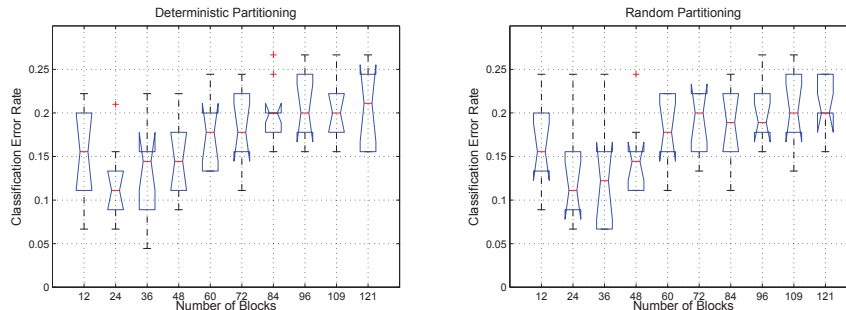 Deterministic Partitioning
0.25
0.2
0.15
0.1
0.05
0
Classification Error Rate
12 24 36 48 60 72 84 96 109 121
Number of Blocks
Random Partitioning
0.25
0.2
0.15
0.1
0.05
0
Classification Error Rate
12 24 36 48 60 72 84 96 109 121
Number of Blocks